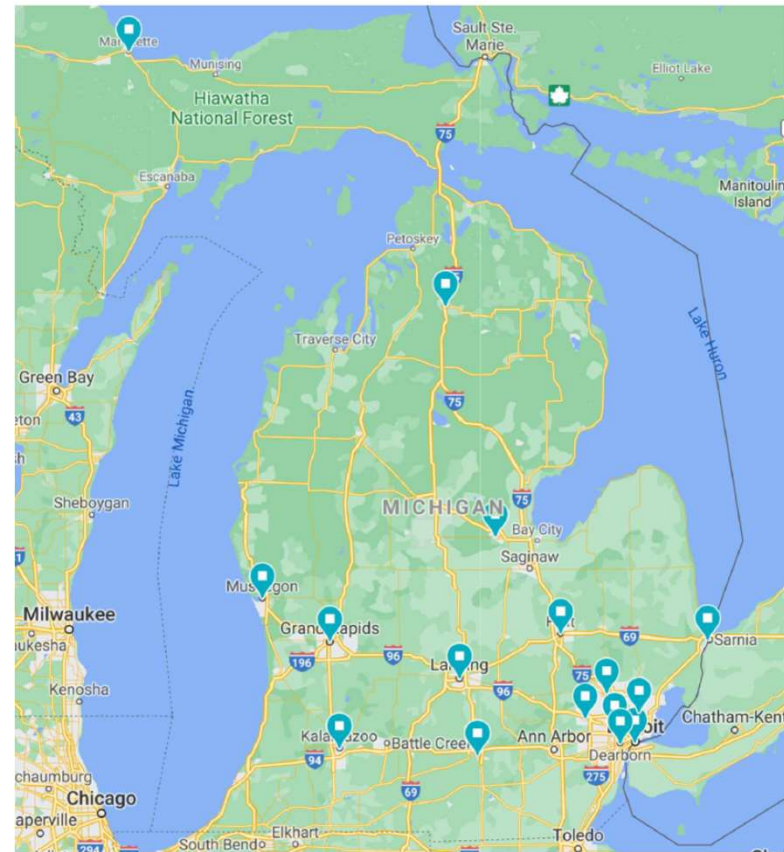 Sault Ste.
Marie
Elliot Lake
Munising
Hiawatha
National Forest
75
Escanaba
Manitoulin
Island
Petoskey
Traverse City
Lake Huron
Green Bay
43
75
Lake Michigan
Sheboygan
MICHIGAN
75
Bay City
Saginaw
Milwaukee
Grand Rapids
69
Sarnia
196
96
75
Kenosha
96
Chatham-Kent
Battle Creek
Ann Arbor
94
Dearborn
69
275
Chicago
294
South Bend
Elkhart
Toledo